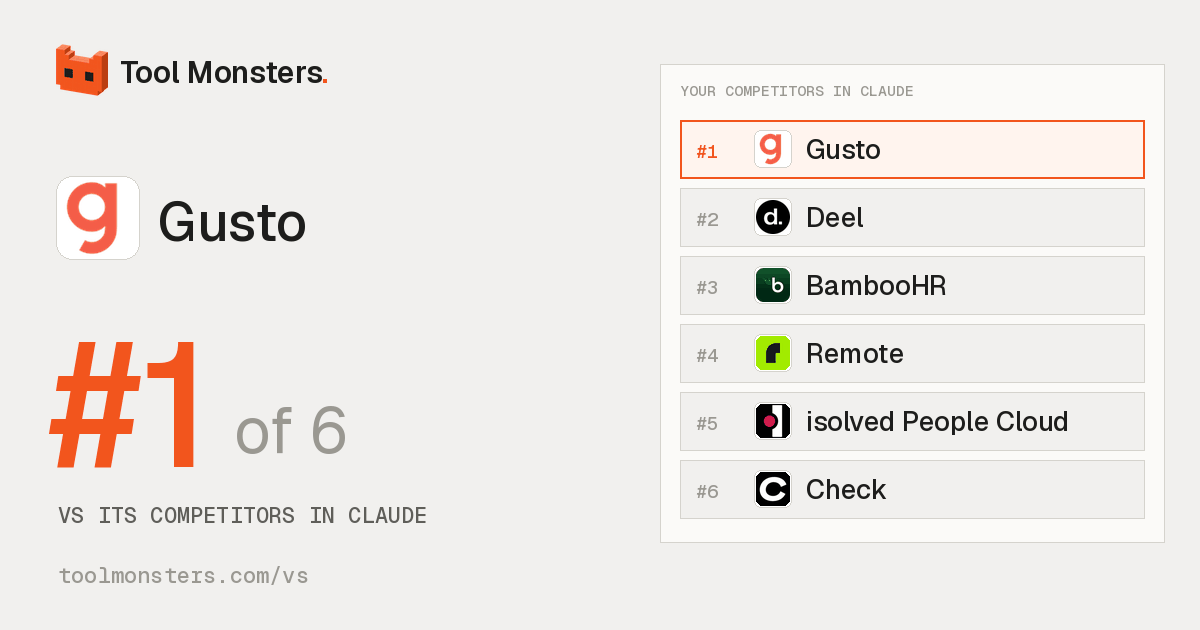 Tool Monsters.
Gusto
#1 of 6
VS ITS COMPETITORS IN CLAUDE
toolmonsters.com/vs
YOUR COMPETITORS IN CLAUDE
#1 g Gusto
#2 d. Deel
#3 b BambooHR
#4 r Remote
#5 isolved People Cloud
#6 C Check